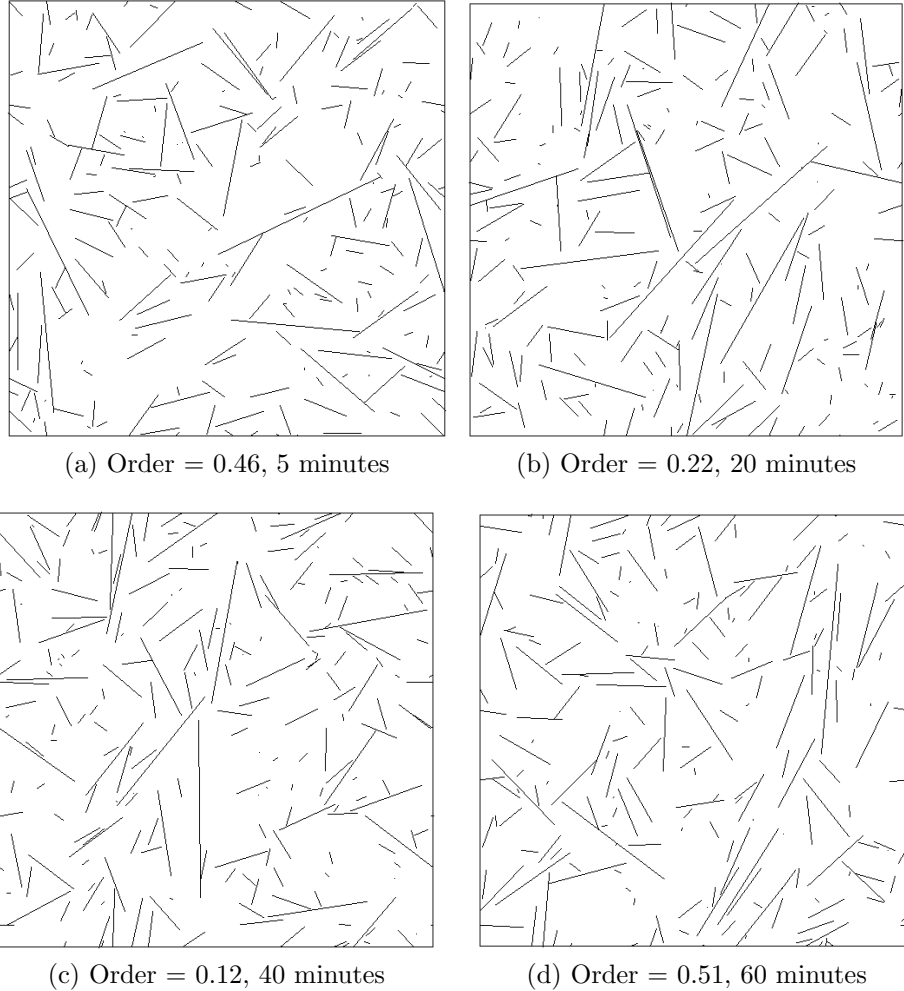 (a) Order = 0.46, 5 minutes
(b) Order = 0.22, 20 minutes
(c) Order = 0.12, 40 minutes
(d) Order = 0.51, 60 minutes